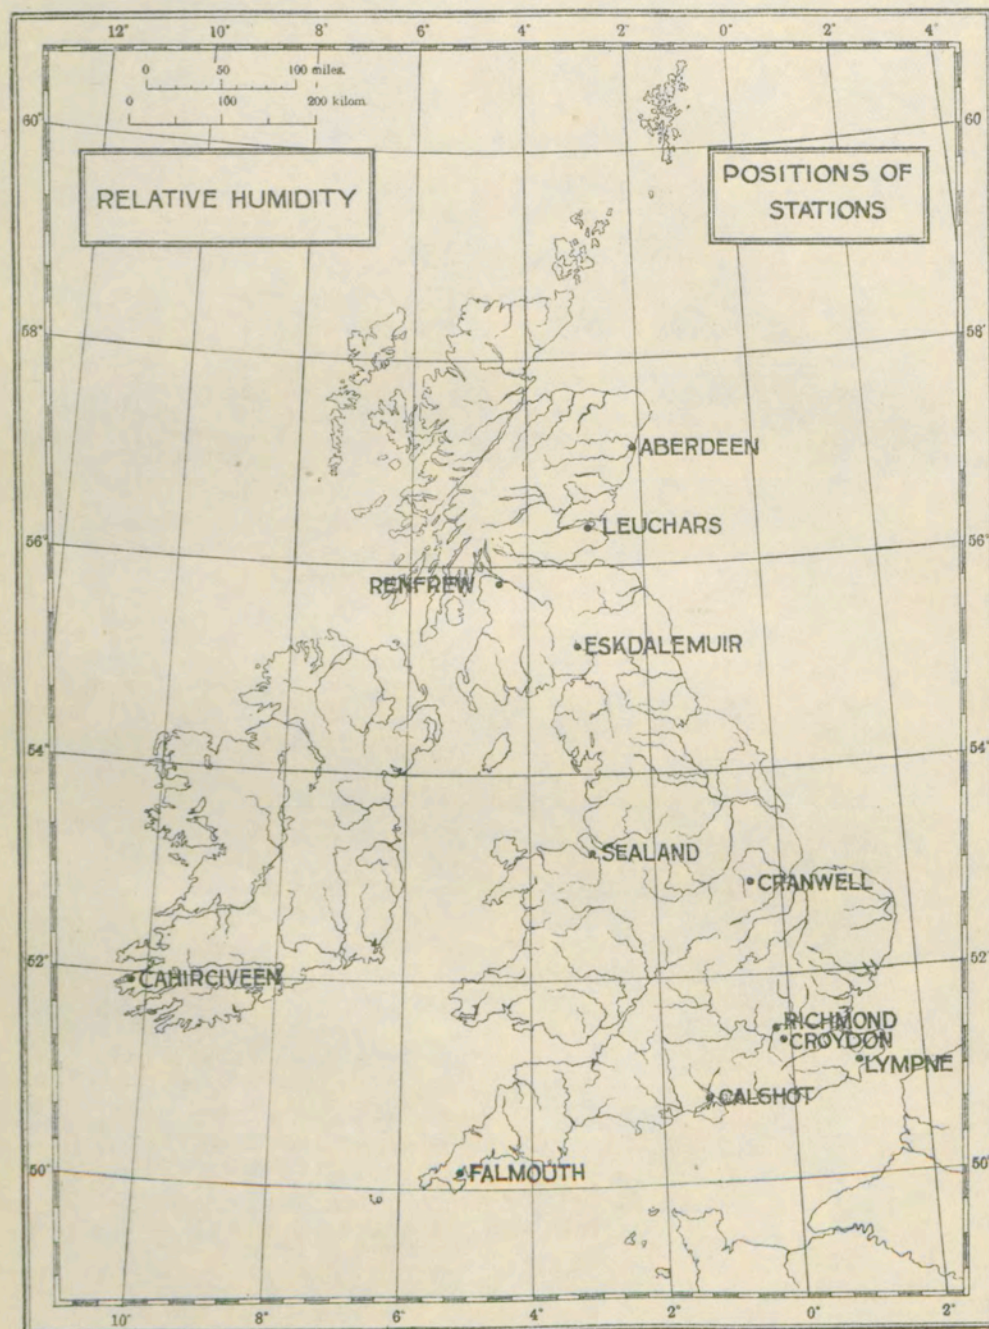 12° 10° 8° 6° 4° 2° 0° 2° 4°
0 50 100 miles.
0 100 200 kilom
60° 60°
RELATIVE HUMIDITY
POSITIONS OF
STATIONS
58° 58°
ABERDEEN
LEUCHARS
56° 56°
RENFREW
ESKDALEMUIR
54° 54°
SEALAND
CRANWELL
52° 52°
CAHIRCIVEEN
RICHMOND
CROYDON
LYMPNE
CALSHOT
50° 50°
FALMOUTH
10° 8° 6° 4° 2° 0° 2°